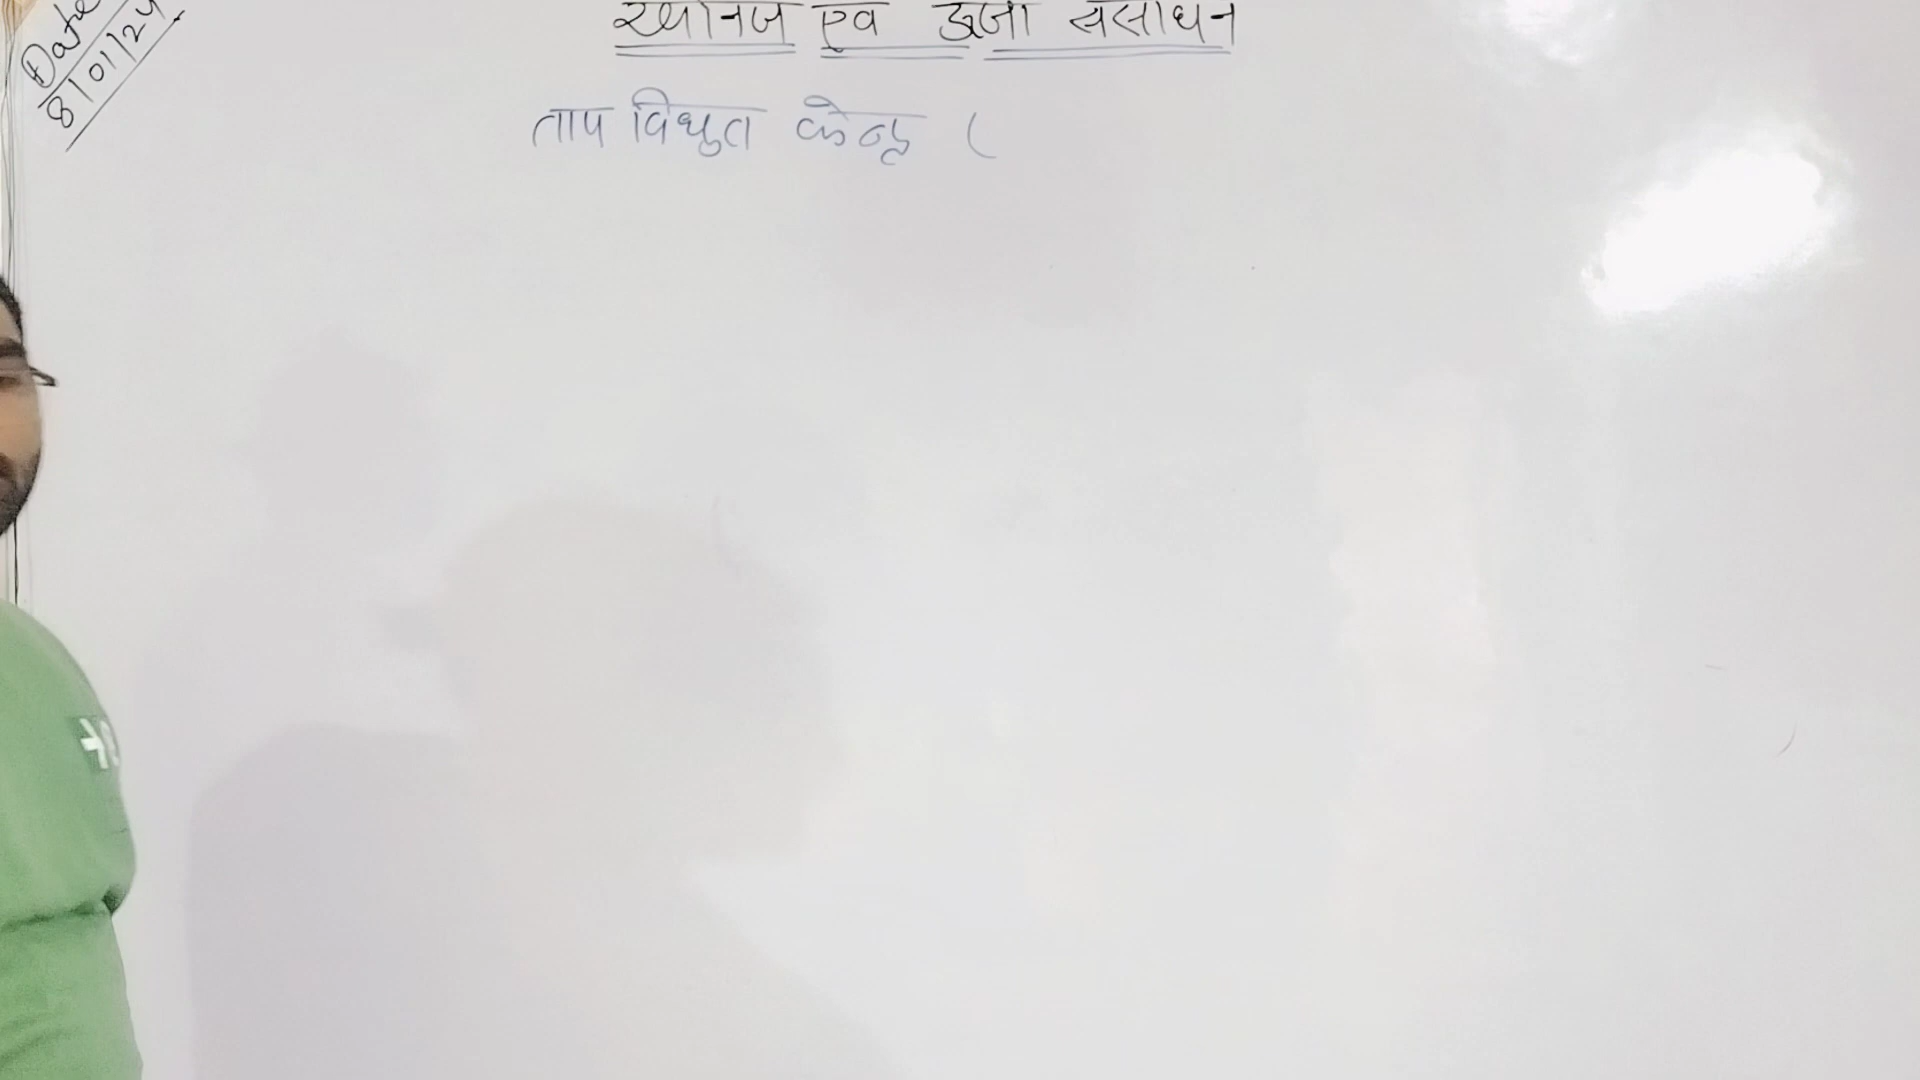 Date
8/01/24
खनिज एवं ऊर्जा संसाधन
ताप विधुत केन्द्र (